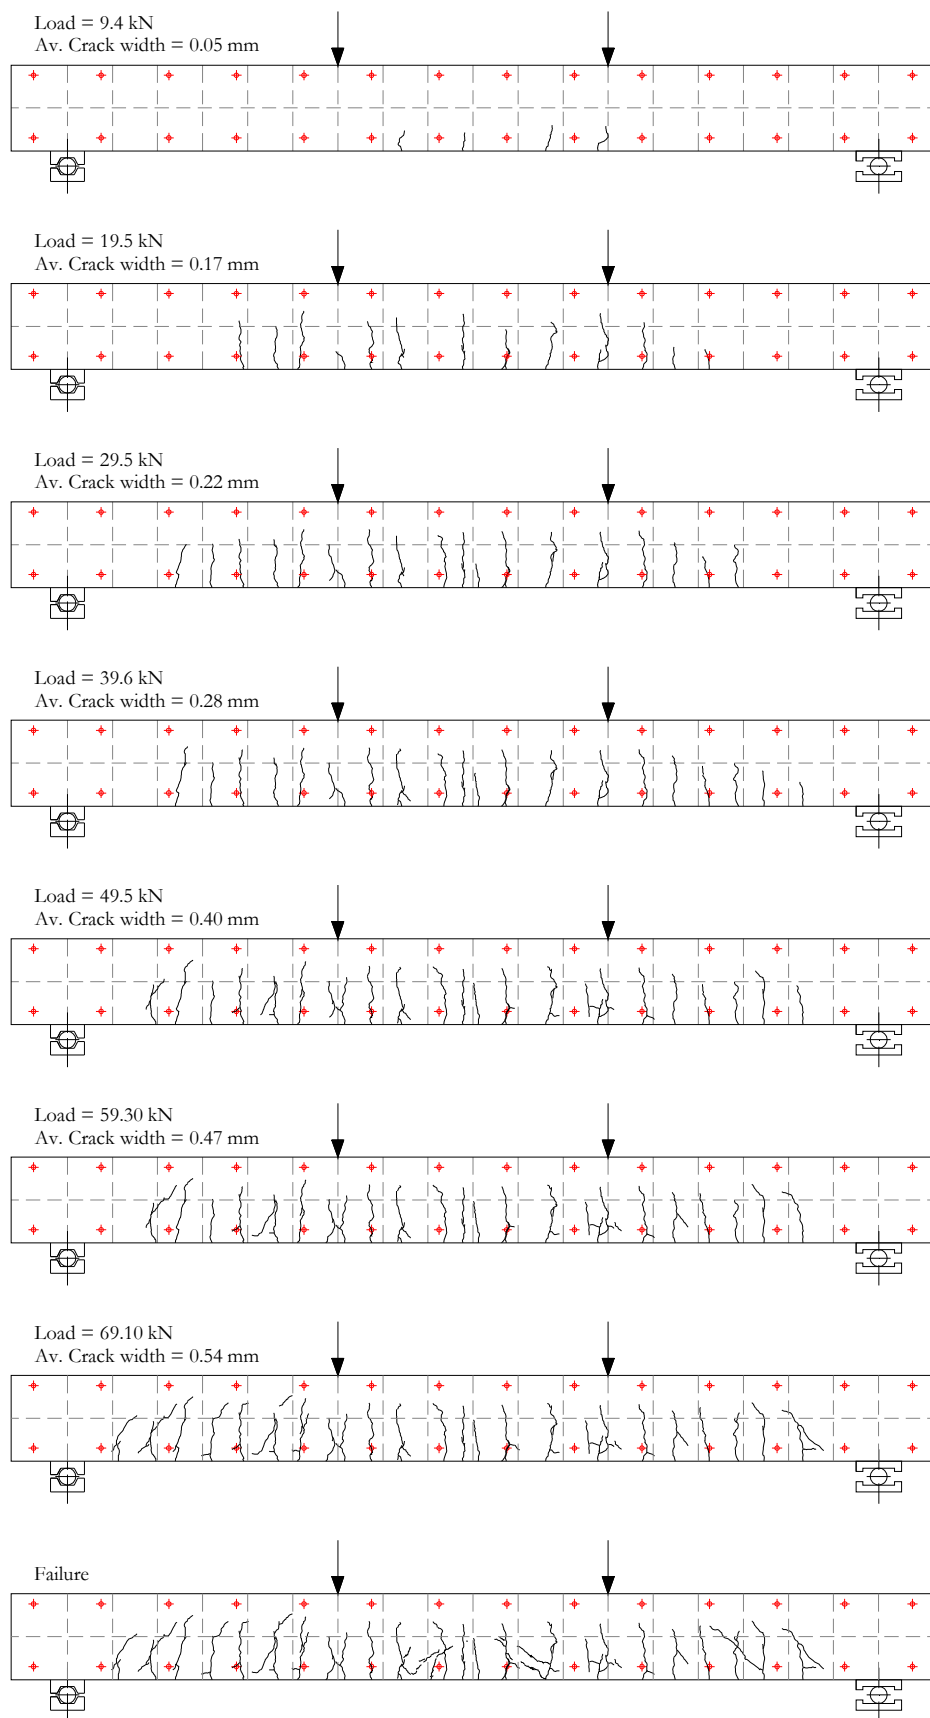 Load = 9.4 kN
Av. Crack width = 0.05 mm
Load = 19.5 kN
Av. Crack width = 0.17 mm
Load = 29.5 kN
Av. Crack width = 0.22 mm
Load = 39.6 kN
Av. Crack width = 0.28 mm
Load = 49.5 kN
Av. Crack width = 0.40 mm
Load = 59.30 kN
Av. Crack width = 0.47 mm
Load = 69.10 kN
Av. Crack width = 0.54 mm
Failure